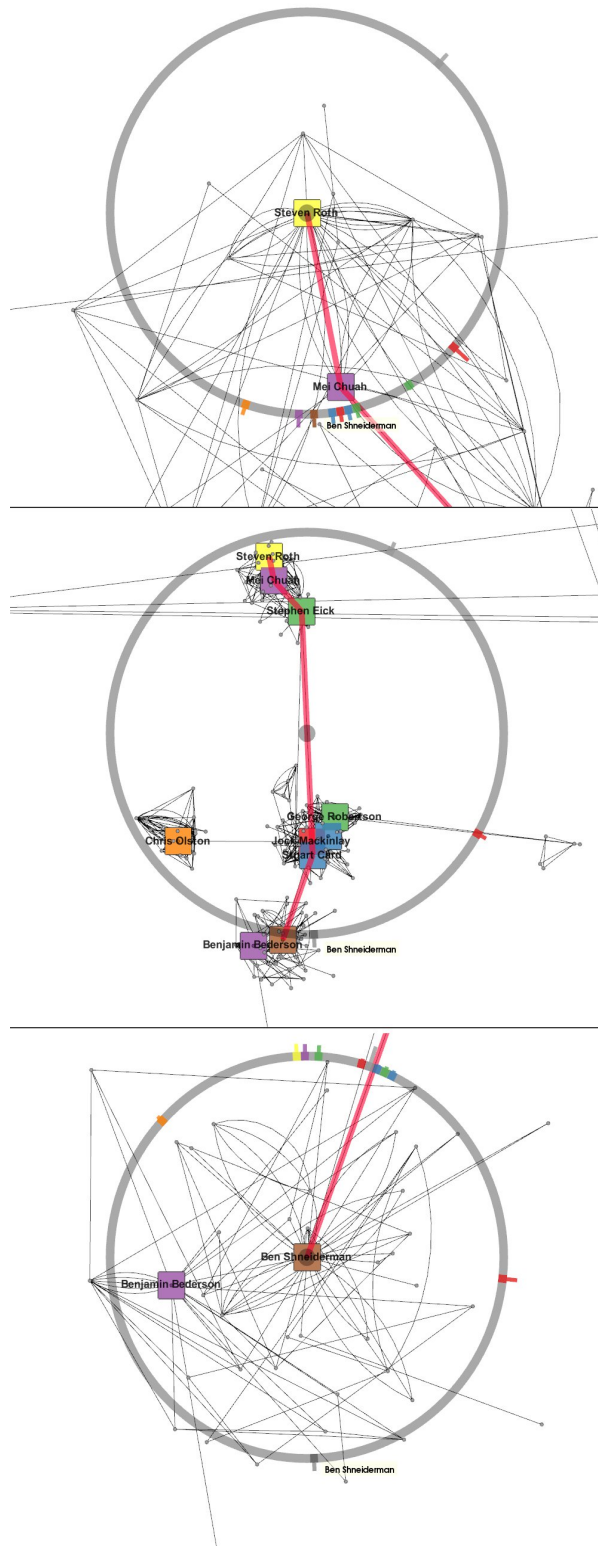 Steven Roth
Mei Chuah
Ben Shneiderman
Steven Roth
Mei Chuah
Stephen Eick
George Robertson
Chris Olston
Jock Mackinlay
Stuart Card
Benjamin Bederson
Ben Shneiderman
Ben Shneiderman
Benjamin Bederson
Ben Shneiderman